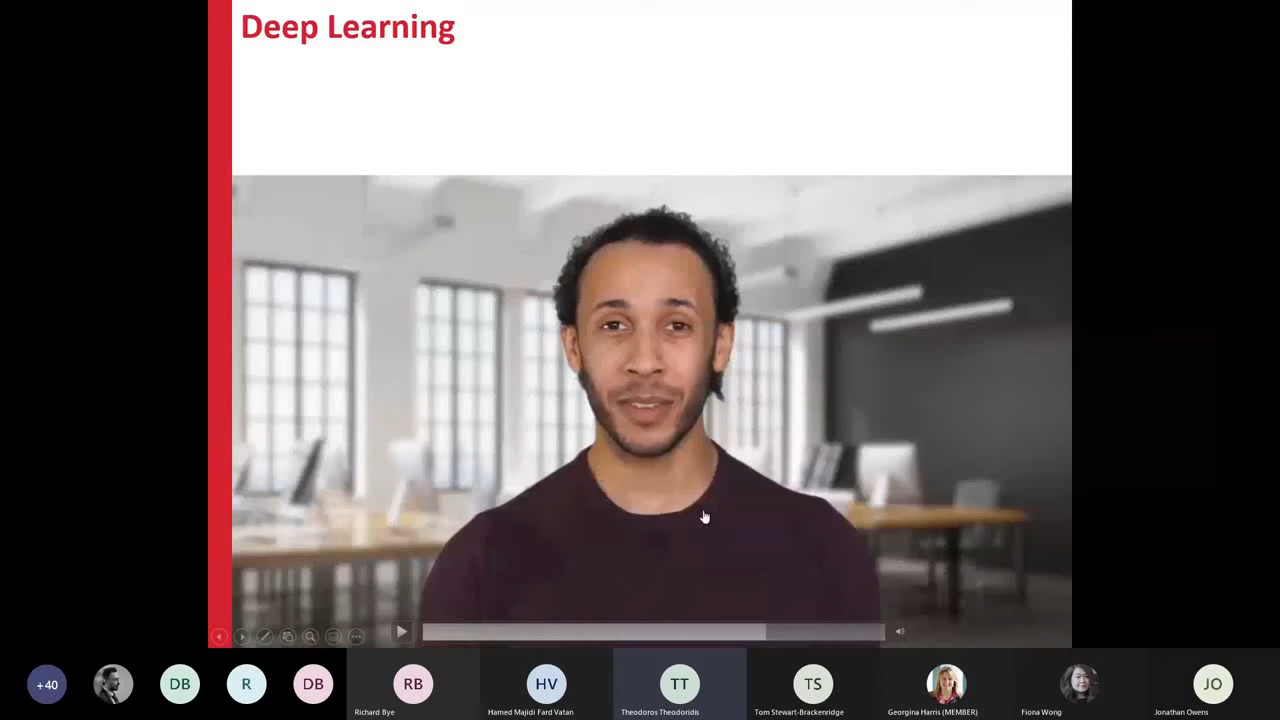 Deep Learning
+40
DB
R
DB
RB
HV
TT
TS
JO
Richard Bye
Hamed Majidi Fard Vatan
Theodoros Theodoridis
Tom Stewart-Brackenridge
Georgina Harris (MEMBER)
Fiona Wong
Jonathan Owens